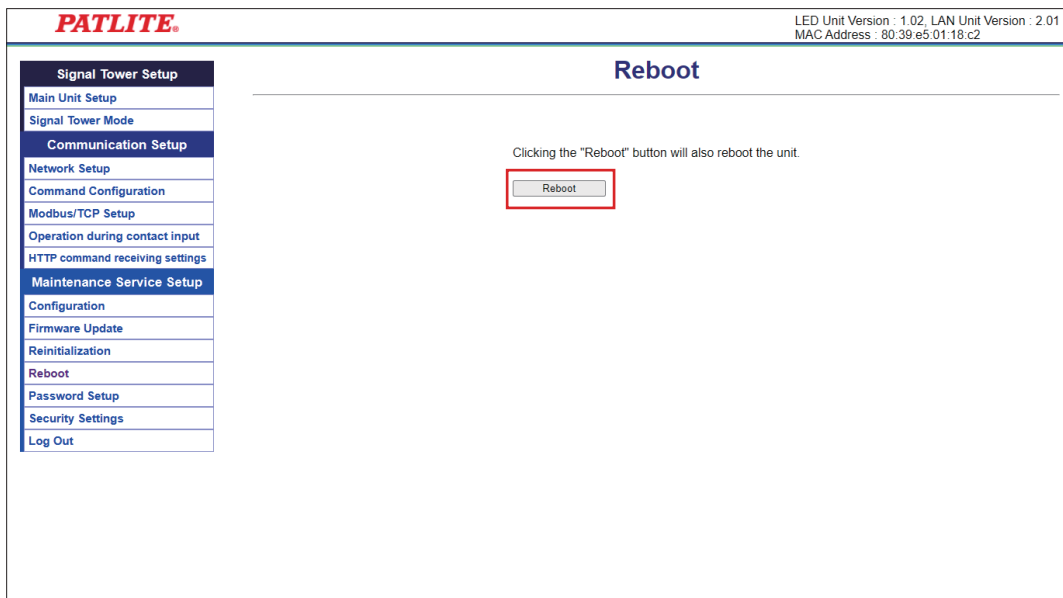 PATLITE®
LED Unit Version : 1.02, LAN Unit Version : 2.01
MAC Address : 80:39:e5:01:18:c2
Signal Tower Setup
Main Unit Setup
Signal Tower Mode
Communication Setup
Network Setup
Command Configuration
Modbus/TCP Setup
Operation during contact input
HTTP command receiving settings
Maintenance Service Setup
Configuration
Firmware Update
Reinitialization
Reboot
Password Setup
Security Settings
Log Out
Reboot
Clicking the "Reboot" button will also reboot the unit.
Reboot